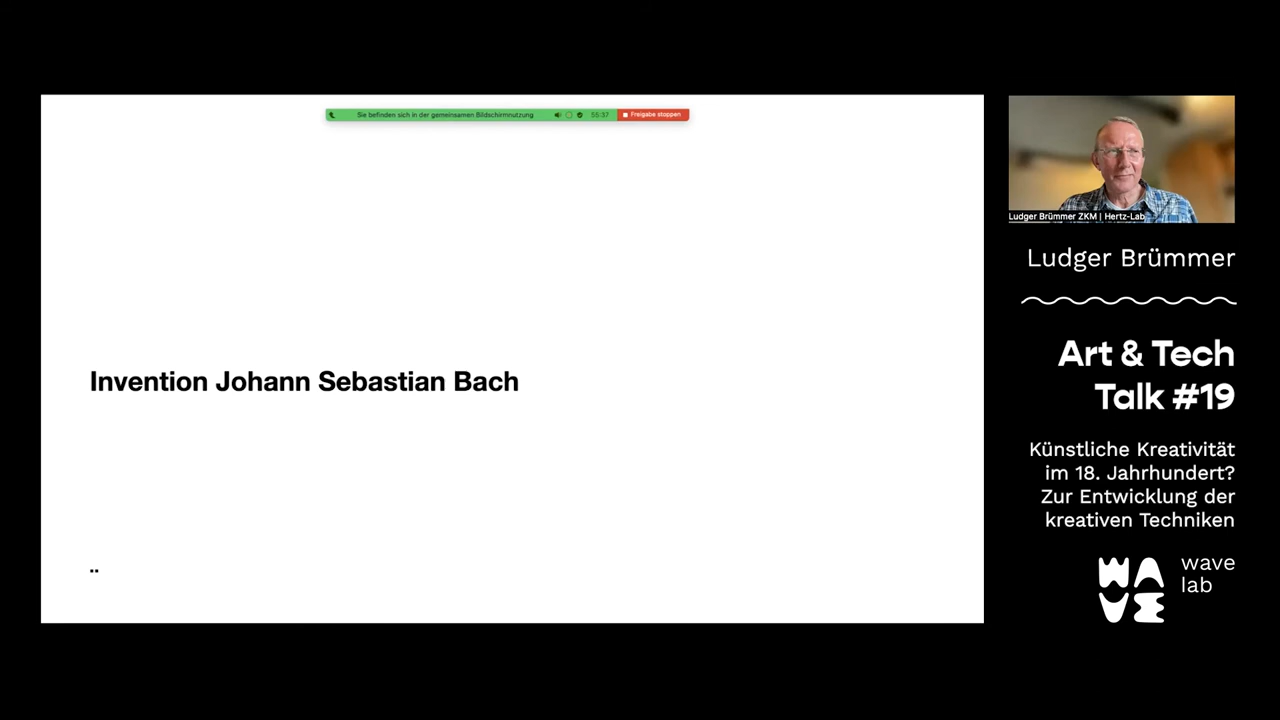 Sie befinden sich in der gemeinsamen Bildschirmnutzung 55:37 Freigabe stoppen
Invention Johann Sebastian Bach
..
Ludger Brümmer ZKM | Hertz-Lab
Ludger Brümmer
Art & Tech
Talk #19
Künstliche Kreativität
im 18. Jahrhundert?
Zur Entwicklung der
kreativen Techniken
WAVE
wave
lab